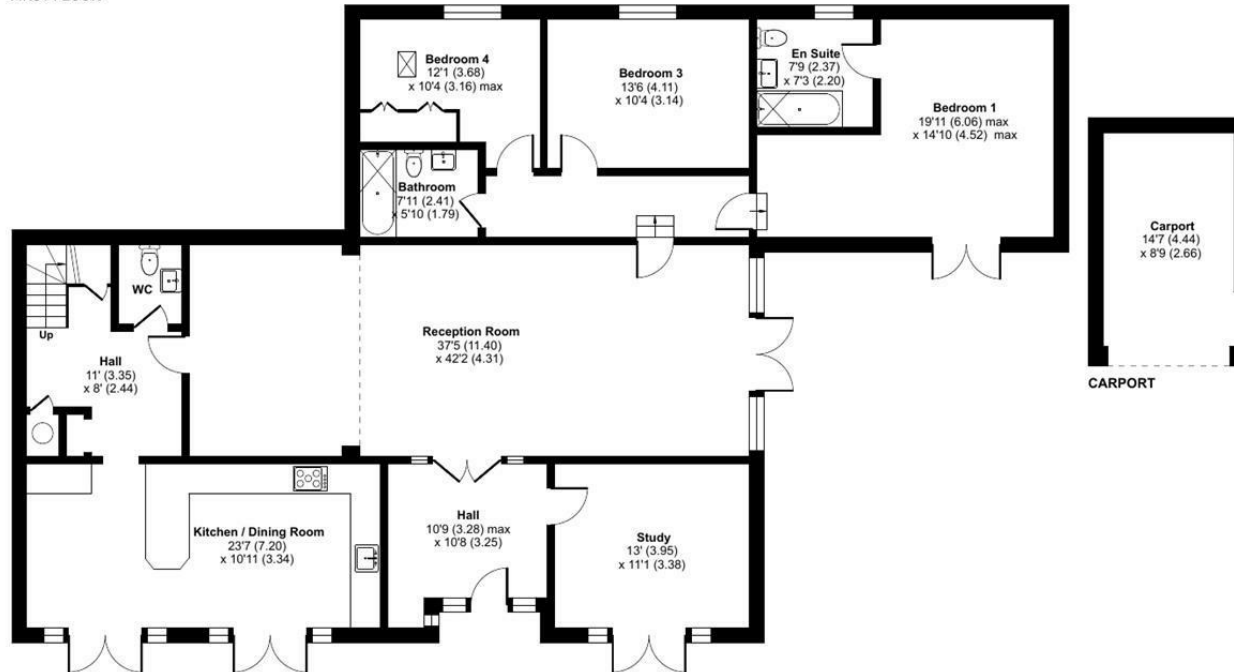 Bedroom 4
12'1 (3.68)
x 10'4 (3.16) max
Bedroom 3
13'6 (4.11)
x 10'4 (3.14)
En Suite
7'9 (2.37)
x 7'3 (2.20)
Bedroom 1
19'11 (6.06) max
x 14'10 (4.52) max
Bathroom
7'11 (2.41)
x 5'10 (1.79)
Carport
14'7 (4.44)
x 8'9 (2.66)
CARPORT
WC
Up
Hall
11' (3.35)
x 8' (2.44)
Reception Room
37'5 (11.40)
x 42'2 (4.31)
Kitchen / Dining Room
23'7 (7.20)
x 10'11 (3.34)
Hall
10'9 (3.28) max
x 10'8 (3.25)
Study
13' (3.95)
x 11'1 (3.38)